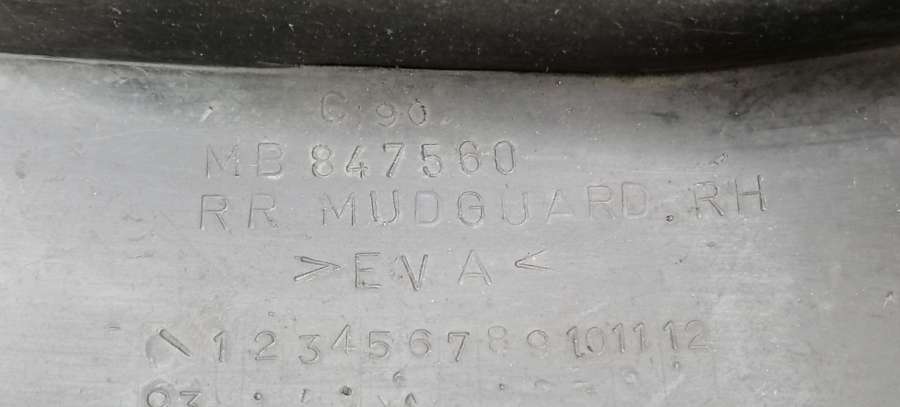 C 90
MB 847560
RR MUDGUARD. RH
>EVA<
\ 1 2 3 4 5 6 7 8 9 10 11 12
93